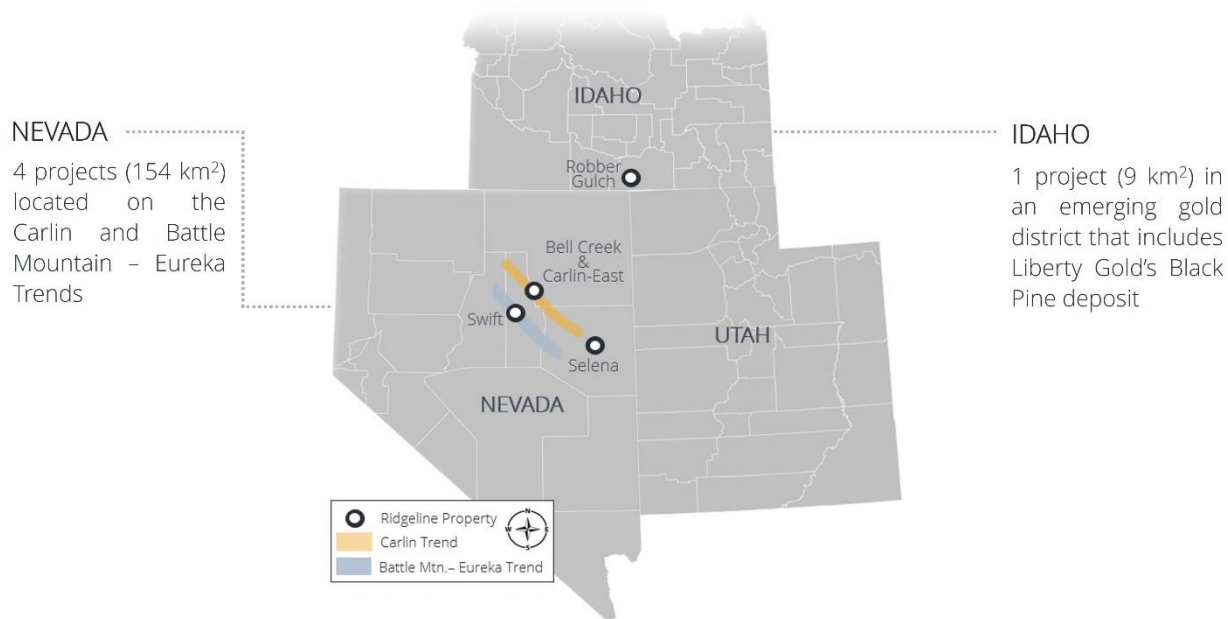 NEVADA
4 projects (154 km²)
located on the
Carlin and Battle
Mountain – Eureka
Trends
IDAHO
Robber
Gulch
Bell Creek
&
Carlin-East
Swift
Selena
UTAH
NEVADA
Ridgeline Property
Carlin Trend
Battle Mtn.– Eureka Trend
N
W E
S
IDAHO
1 project (9 km²) in
an emerging gold
district that includes
Liberty Gold's Black
Pine deposit